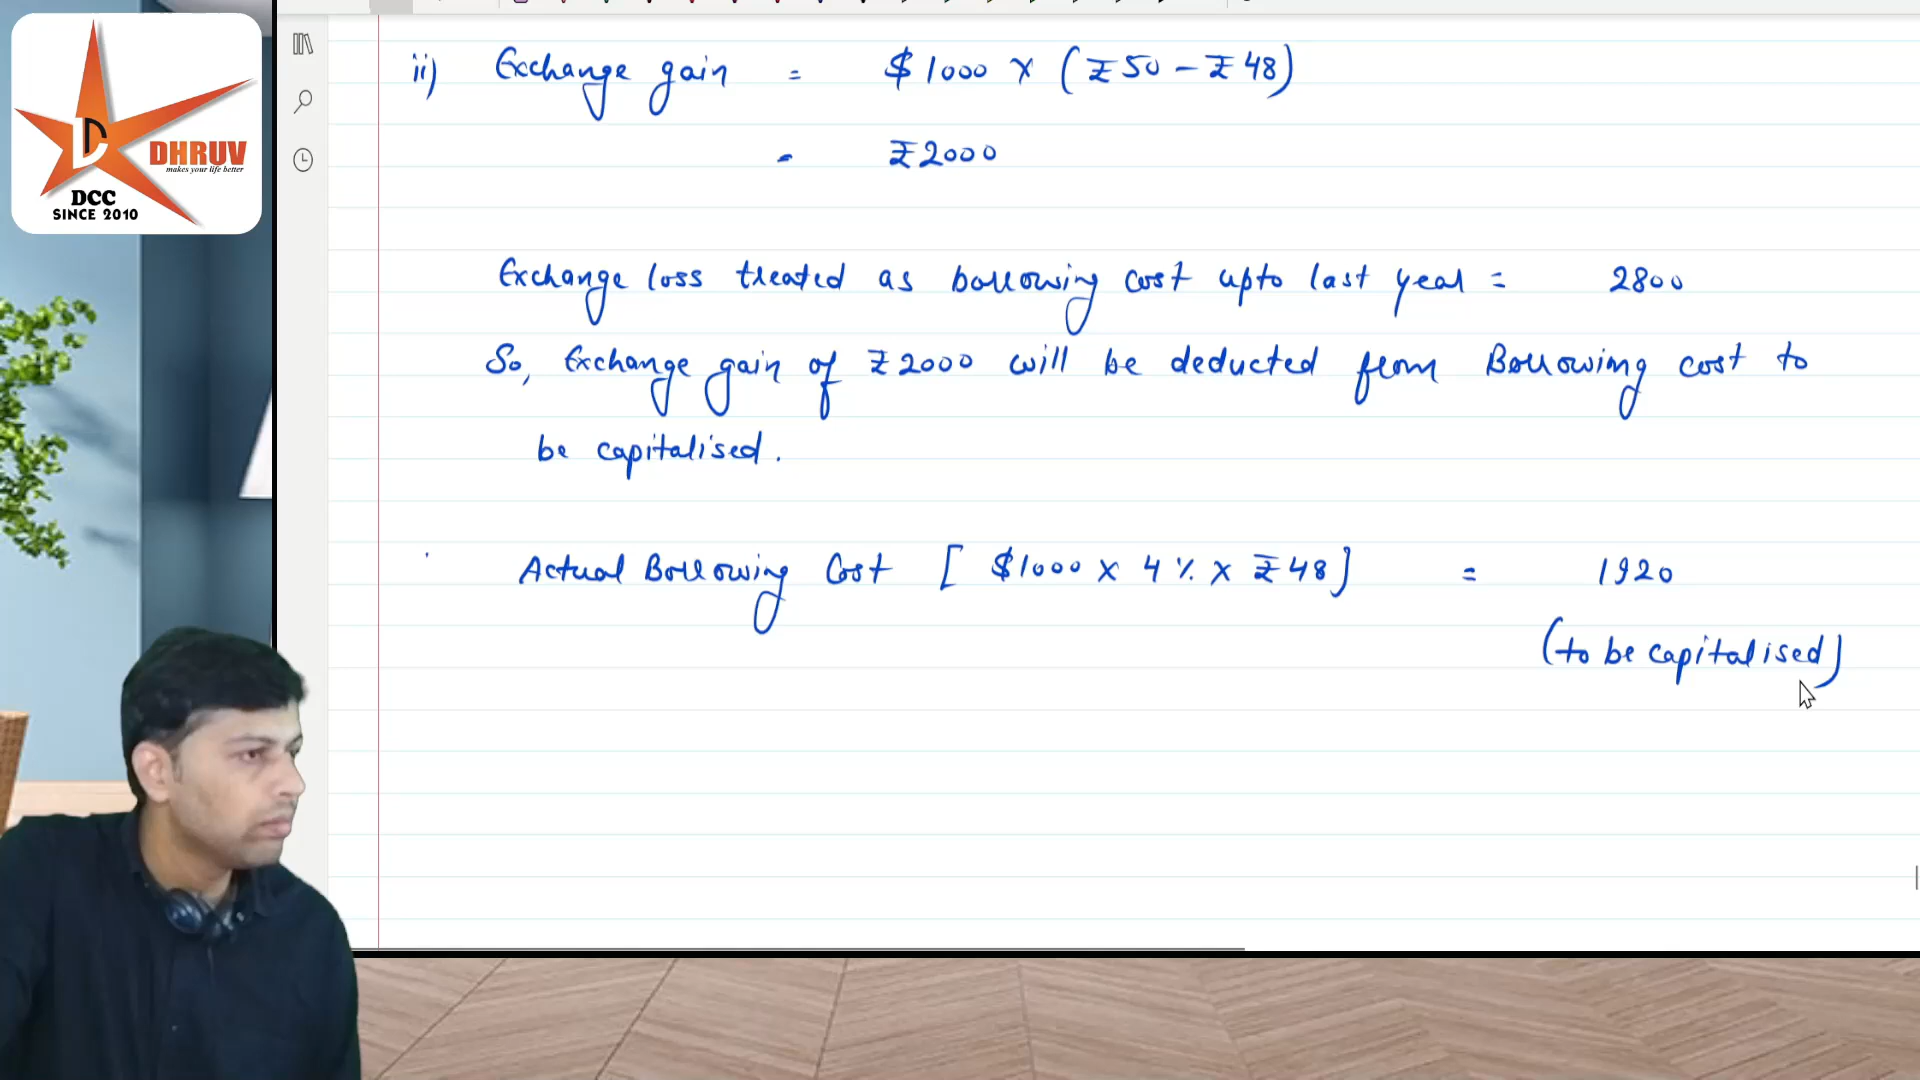 DHRUV
makes your life better
DCC
SINCE 2010
ii) Exchange gain = $1000 × (₹50 - ₹48)
= ₹2000
Exchange loss treated as borrowing cost upto last year = 2800
So, Exchange gain of ₹2000 will be deducted from Borrowing cost to
be capitalised.
Actual Borrowing Cost [ $1000 × 4 % × ₹48 ] = 1920
(to be capitalised)